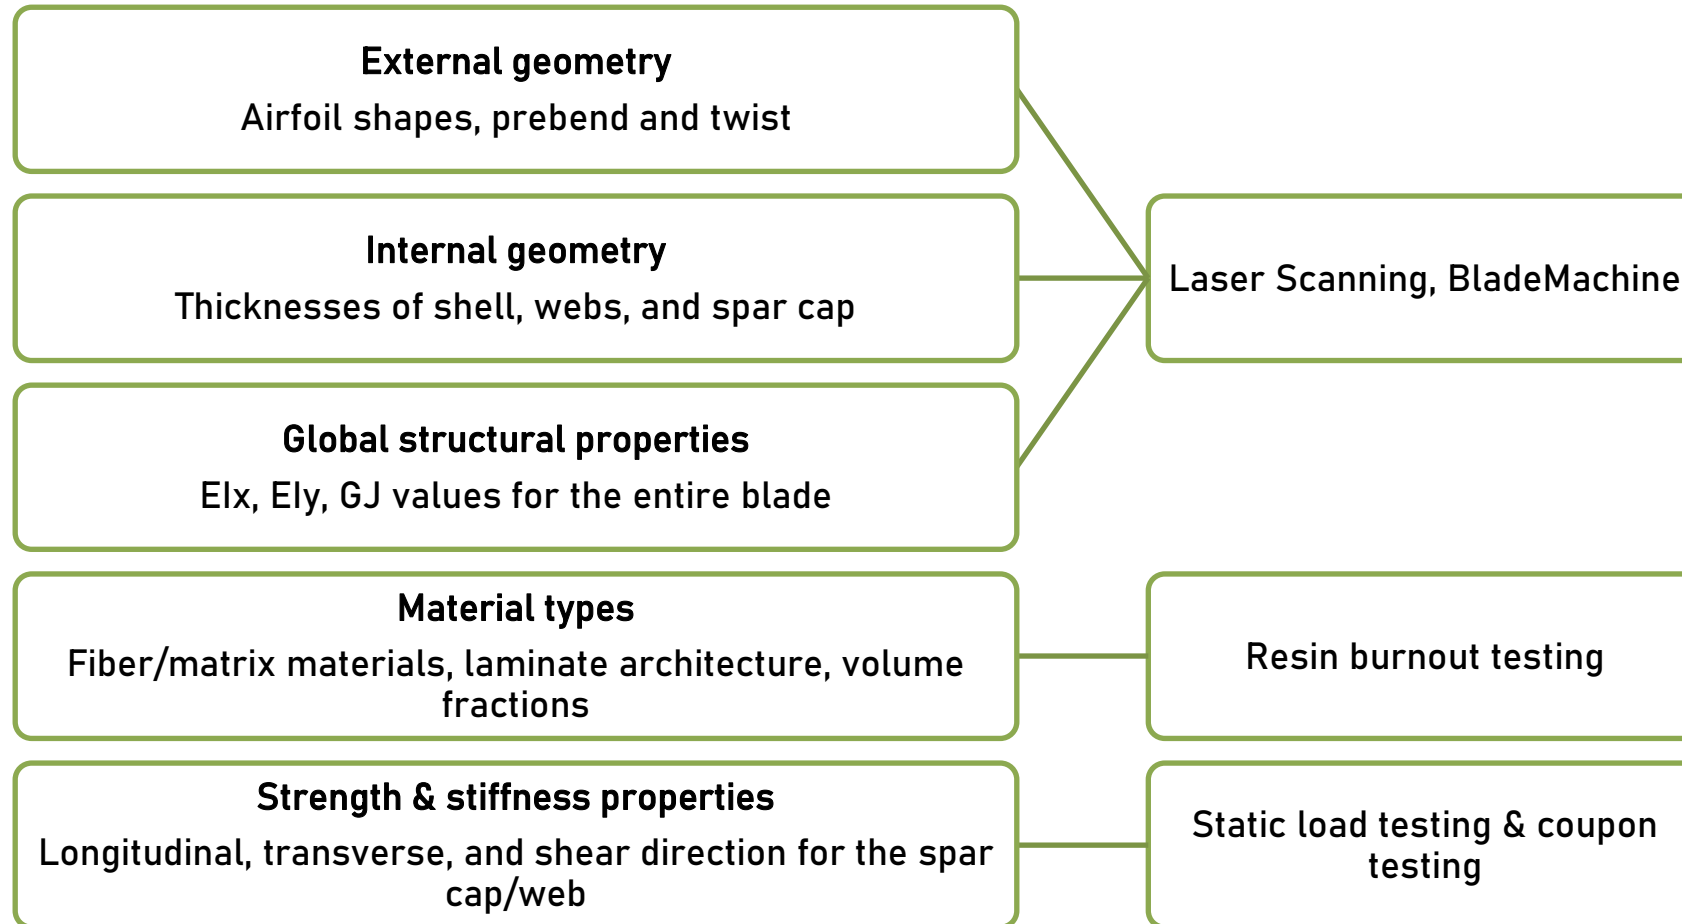 External geometry
Airfoil shapes, prebend and twist
Internal geometry
Thicknesses of shell, webs, and spar cap
Laser Scanning, BladeMachine
Global structural properties
EIx, EIy, GJ values for the entire blade
Material types
Fiber/matrix materials, laminate architecture, volume
fractions
Resin burnout testing
Strength & stiffness properties
Longitudinal, transverse, and shear direction for the spar
cap/web
Static load testing & coupon
testing